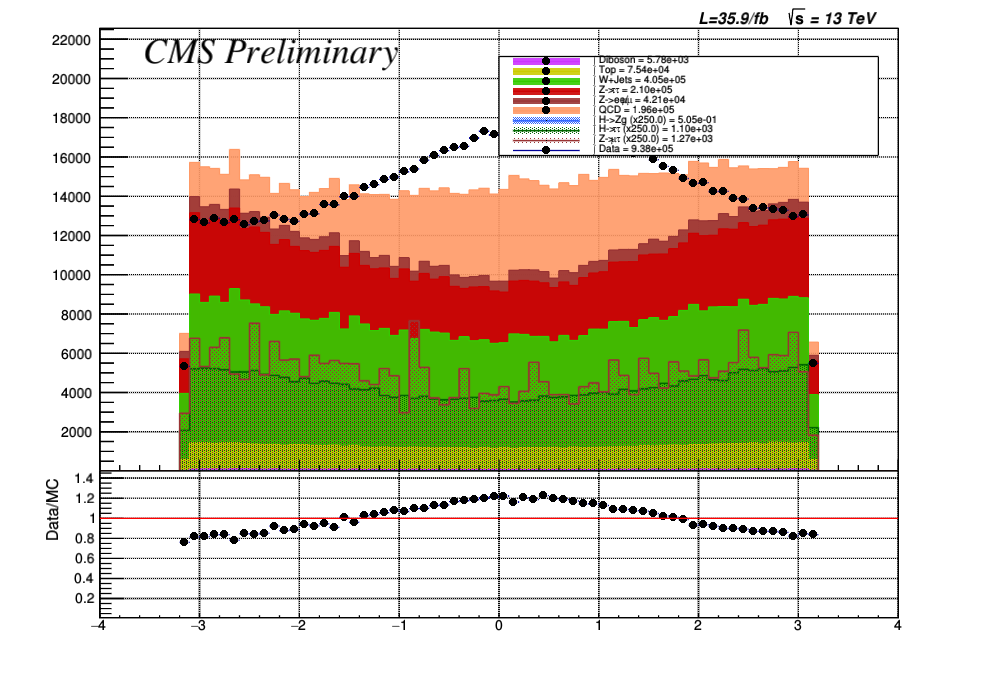 L=35.9/fb √s = 13 TeV
CMS Preliminary
Diboson = 5.78e+03
Top = 7.54e+04
W+Jets = 4.05e+05
Z->ττ = 2.10e+05
Z->ee/μμ = 4.21e+04
QCD = 1.96e+05
H->Zg (x250.0) = 5.05e-01
H->ττ (x250.0) = 1.10e+03
Z->μτ (x250.0) = 1.27e+03
Data = 9.38e+05
22000
20000
18000
16000
14000
12000
10000
8000
6000
4000
2000
Data/MC
1.4
1.2
1
0.8
0.6
0.4
0.2
−4 −3 −2 −1 0 1 2 3 4